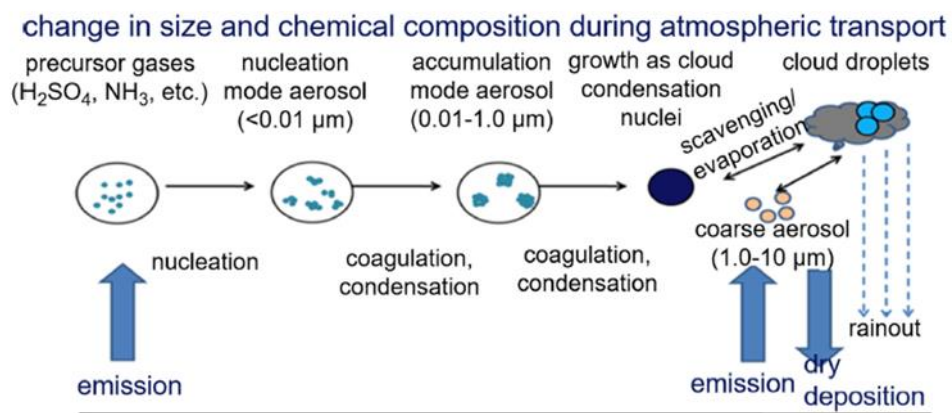 change in size and chemical composition during atmospheric transport
precursor gases
(H₂SO₄, NH₃, etc.)
nucleation
mode aerosol
(<0.01 µm)
accumulation
mode aerosol
(0.01-1.0 µm)
growth as cloud
condensation
nuclei
cloud droplets
scavenging/
evaporation
nucleation
coagulation,
condensation
coagulation,
condensation
coarse aerosol
(1.0-10 µm)
rainout
emission
emission
dry
deposition